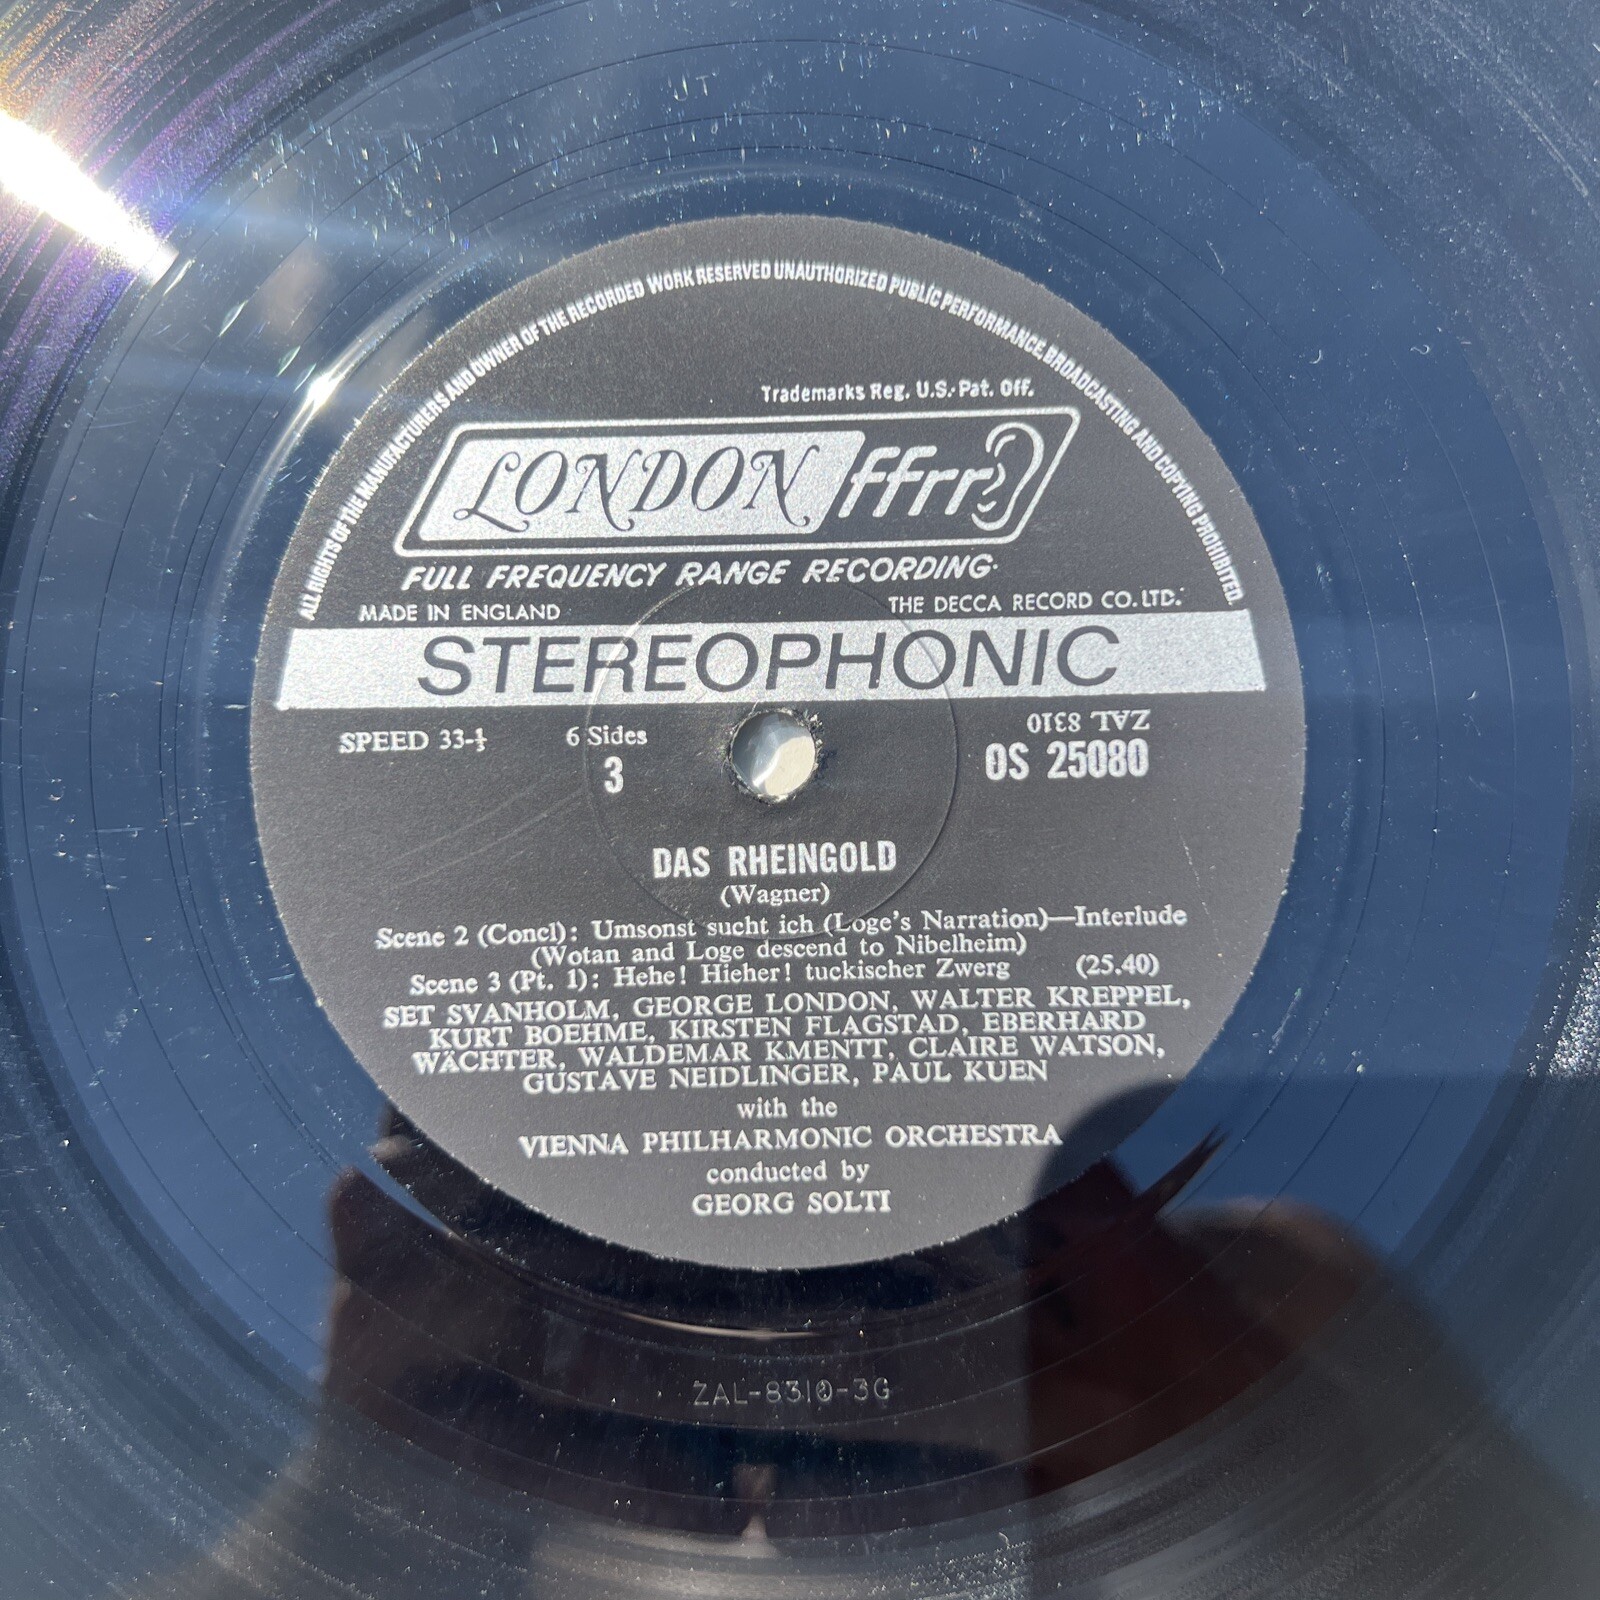 JT
ALL RIGHTS OF THE MANUFACTURERS AND OWNER OF THE RECORDED WORK RESERVED UNAUTHORIZED PUBLIC PERFORMANCE BROADCASTING AND COPYING PROHIBITED.
Trademarks Reg. U.S. Pat. Off.
LONDON ffrr
FULL FREQUENCY RANGE RECORDING
MADE IN ENGLAND THE DECCA RECORD CO. LTD.
STEREOPHONIC
SPEED 33-⅓ 6 Sides ZAL 8310
3 OS 25080
DAS RHEINGOLD
(Wagner)
Scene 2 (Concl): Umsonst sucht ich (Loge's Narration)—Interlude
(Wotan and Loge descend to Nibelheim)
Scene 3 (Pt. 1): Hehe! Hieher! tuckischer Zwerg (25.40)
SET SVANHOLM, GEORGE LONDON, WALTER KREPPEL,
KURT BOEHME, KIRSTEN FLAGSTAD, EBERHARD
WÄCHTER, WALDEMAR KMENTT, CLAIRE WATSON,
GUSTAVE NEIDLINGER, PAUL KUEN
with the
VIENNA PHILHARMONIC ORCHESTRA
conducted by
GEORG SOLTI
ZAL-8310-3G